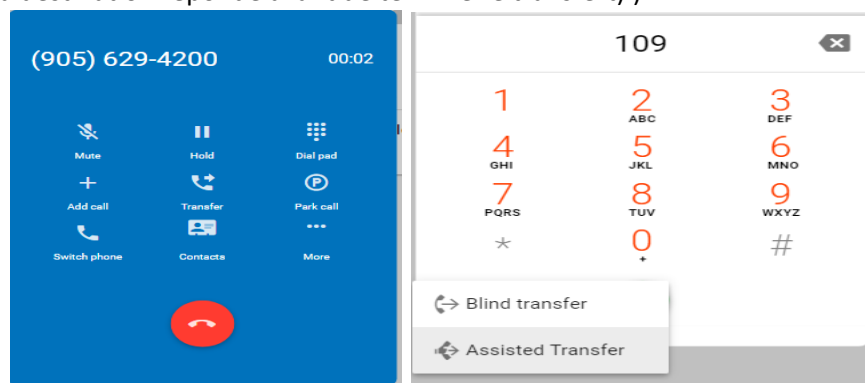 (905) 629-4200 00:02
Mute Hold Dial pad
Add call Transfer Park call
Switch phone Contacts More
109
1 2 3
ABC DEF
4 5 6
GHI JKL MNO
7 8 9
PQRS TUV WXYZ
* 0 #
+
Blind transfer
Assisted Transfer